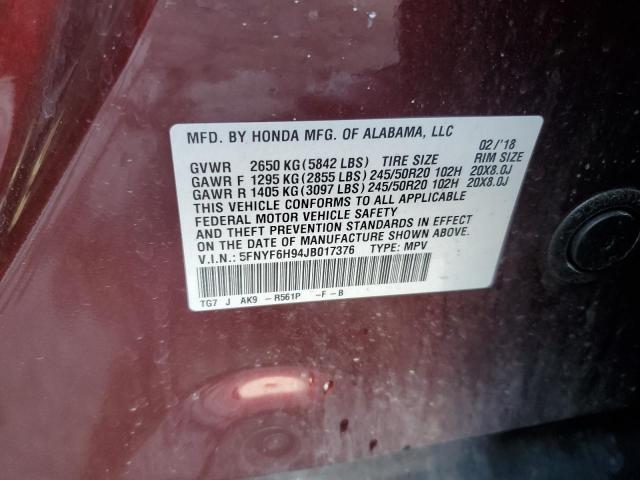 MFD. BY HONDA MFG. OF ALABAMA, LLC 02/'18
GVWR 2650 KG (5842 LBS) TIRE SIZE RIM SIZE
GAWR F 1295 KG (2855 LBS) 245/50R20 102H 20X8.0J
GAWR R 1405 KG (3097 LBS) 245/50R20 102H 20X8.0J
THIS VEHICLE CONFORMS TO ALL APPLICABLE
FEDERAL MOTOR VEHICLE SAFETY
AND THEFT PREVENTION STANDARDS IN EFFECT
ON THE DATE OF MANUFACTURE SHOWN ABOVE.
V.I.N.: 5FNYF6H94JB017376 TYPE: MPV
TG7 J AK9 -R561P -F-B